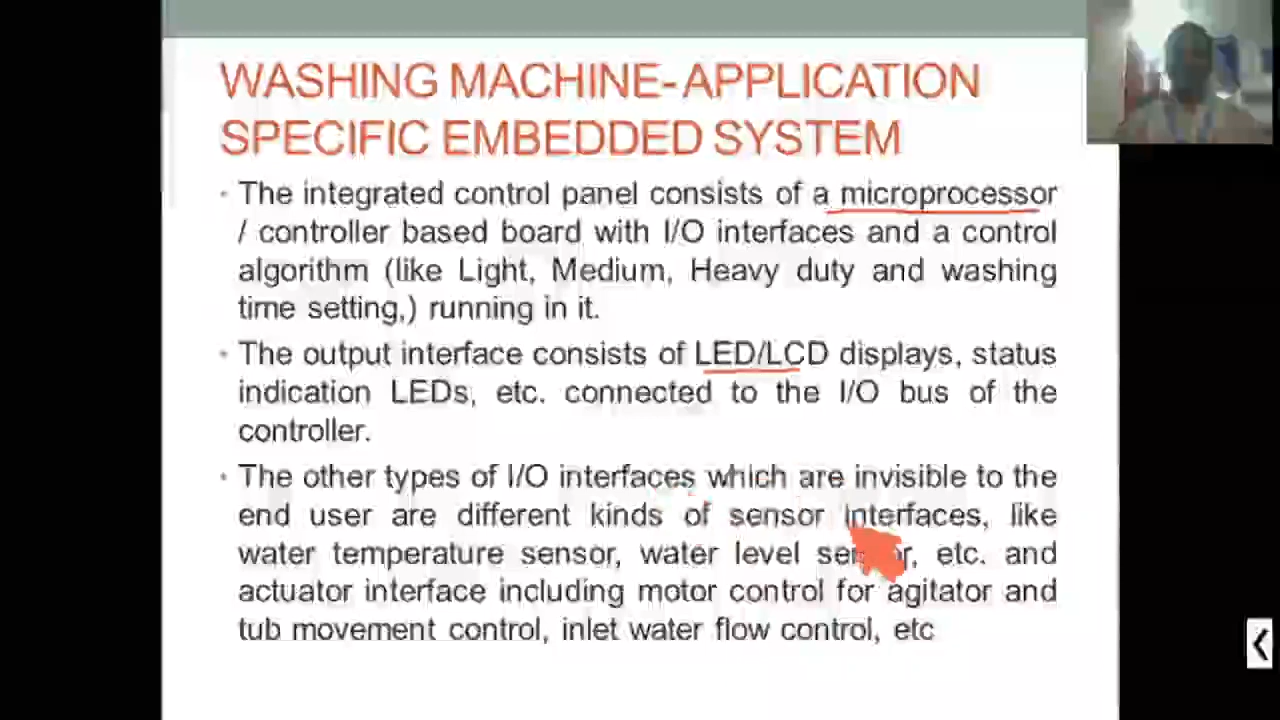 WASHING MACHINE-APPLICATION
SPECIFIC EMBEDDED SYSTEM
• The integrated control panel consists of a microprocessor
/ controller based board with I/O interfaces and a control
algorithm (like Light, Medium, Heavy duty and washing
time setting,) running in it.
• The output interface consists of LED/LCD displays, status
indication LEDs, etc. connected to the I/O bus of the
controller.
• The other types of I/O interfaces which are invisible to the
end user are different kinds of sensor interfaces, like
water temperature sensor, water level sensor, etc. and
actuator interface including motor control for agitator and
tub movement control, inlet water flow control, etc